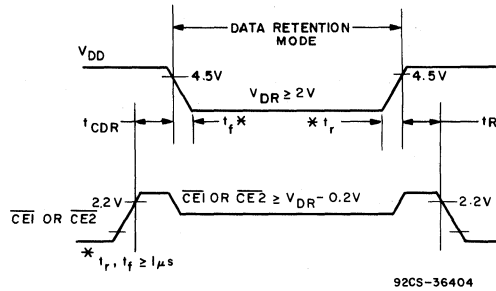 DATA RETENTION
MODE
VDD
4.5V
4.5V
VDR ≥ 2V
tCDR
tf*
*tr
tR
2.2V
CE1 OR CE2 ≥ VDR - 0.2V
2.2V
CE1 OR CE2
* tr, tf ≥ 1µs
92CS-36404